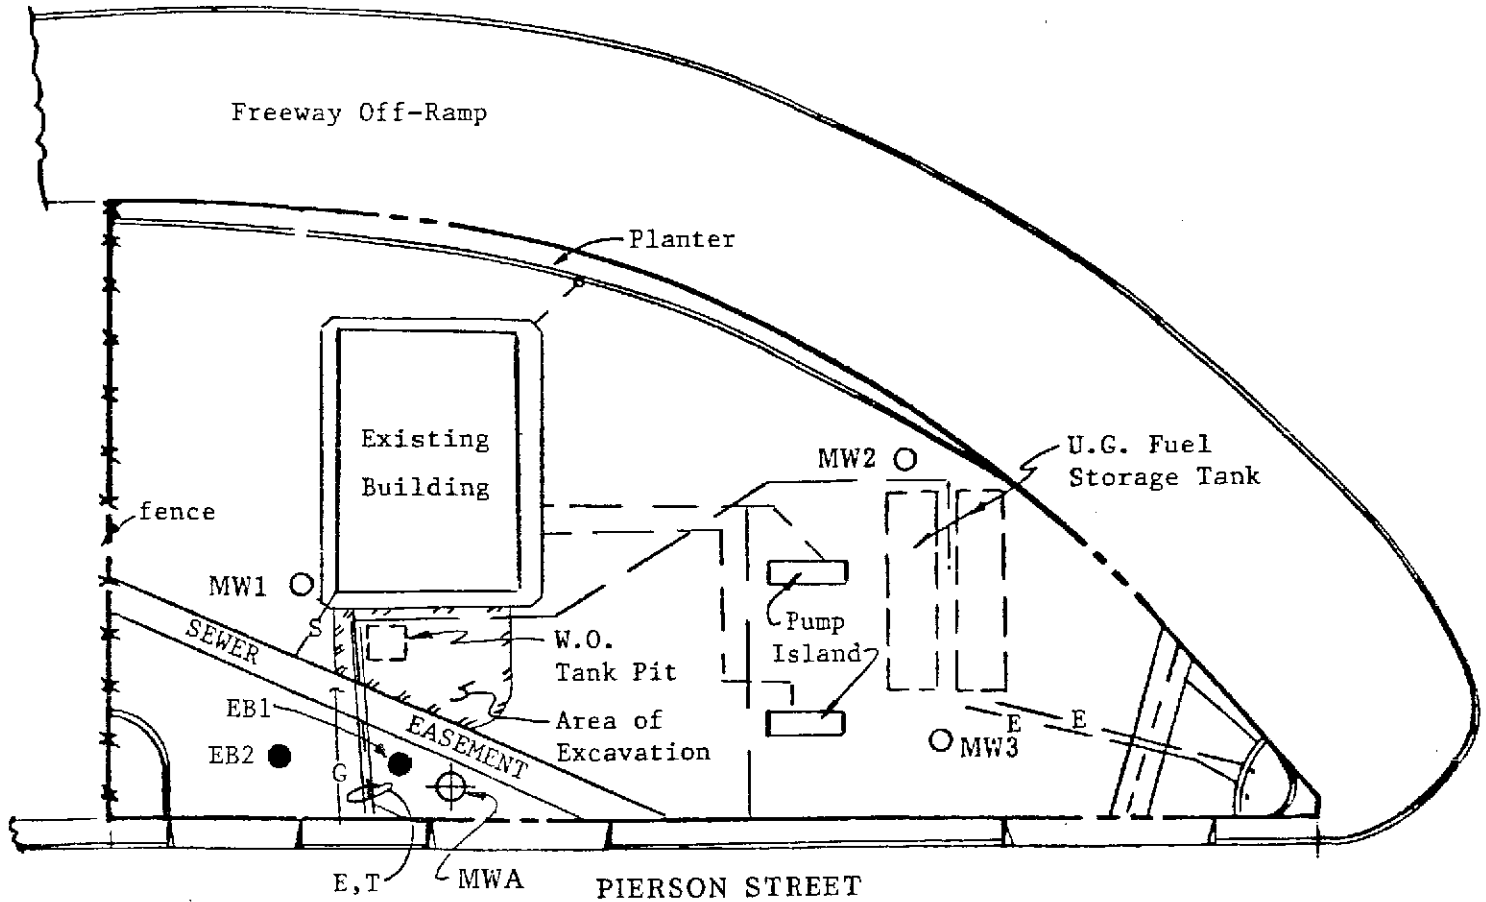 Freeway Off-Ramp
Planter
Existing
Building
MW2
U.G. Fuel
Storage Tank
fence
MW1
S
SEWER
EASEMENT
W.O.
Tank Pit
Pump
Island
T
EB1
EB2
Area of
Excavation
G
E
E
MW3
E,T
MWA
PIERSON STREET